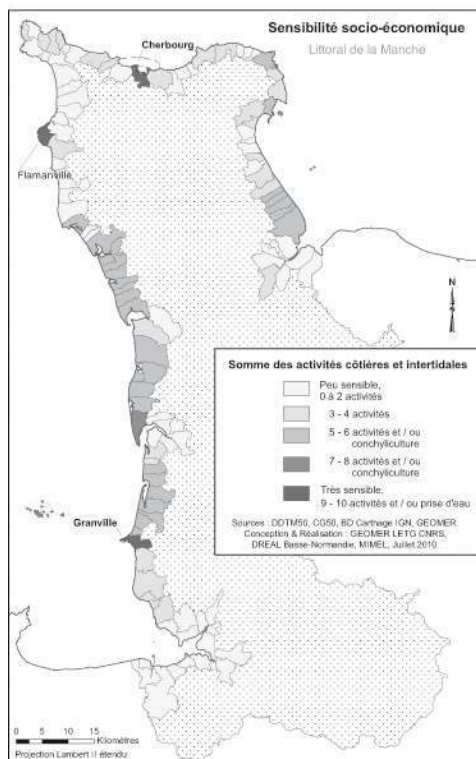 Sensibilité socio-économique
Littoral de la Manche
Cherbourg
Flamanville
N
Somme des activités côtières et intertidales
Peu sensible,
0 à 2 activités
3 - 4 activités
5 - 6 activités et / ou
conchyliculture
7 - 8 activités et / ou
conchyliculture
Très sensible,
9 - 10 activités et / ou prise d'eau
Sources : DDTM50, CG50, BD Carthage IGN, GEOMER.
Conception & Réalisation : GEOMER LETG CNRS,
DREAL Basse-Normandie, MIMEL, Juillet 2010
Granville
0 5 10 15
Kilomètres
Projection Lambert II étendu